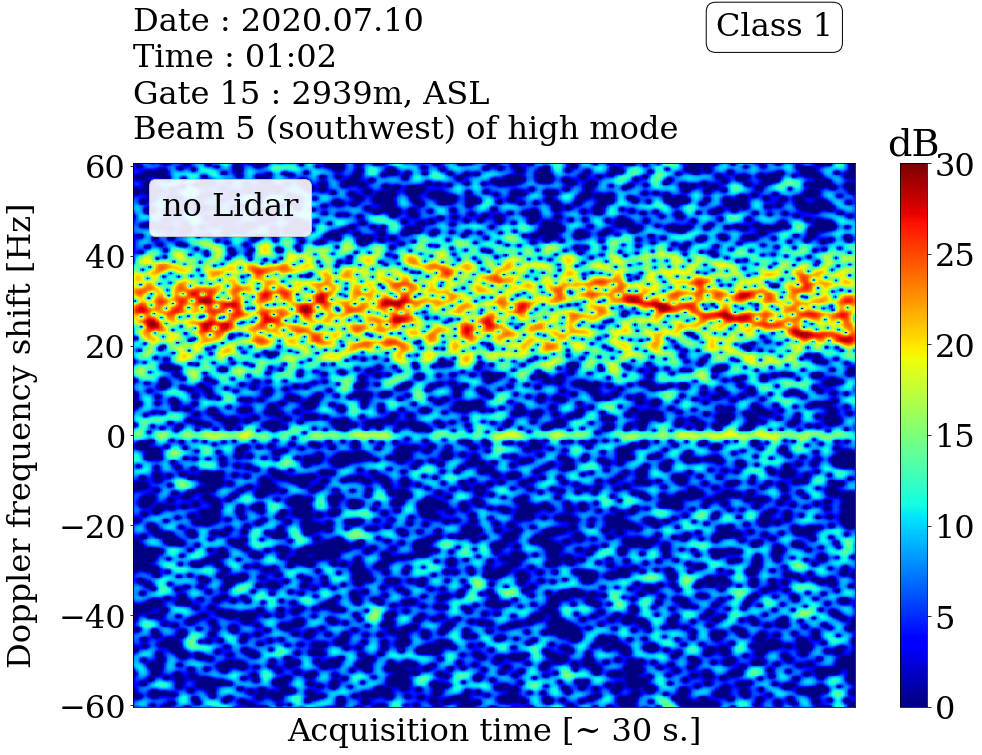 Date : 2020.07.10
Time : 01:02
Gate 15 : 2939m, ASL
Beam 5 (southwest) of high mode
Class 1
no Lidar
dB
30
25
20
15
10
5
0
60
40
20
0
−20
−40
−60
Doppler frequency shift [Hz]
Acquisition time [~ 30 s.]